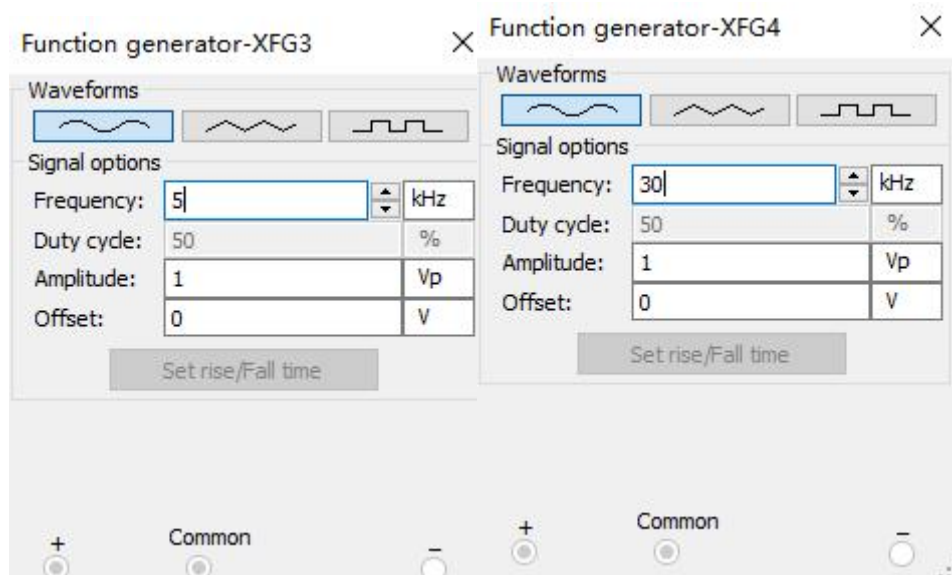 Function generator-XFG3
Waveforms
Signal options
Frequency: 5 kHz
Duty cycle: 50 %
Amplitude: 1 Vp
Offset: 0 V
Set rise/Fall time
+ Common −
Function generator-XFG4
Waveforms
Signal options
Frequency: 30 kHz
Duty cycle: 50 %
Amplitude: 1 Vp
Offset: 0 V
Set rise/Fall time
+ Common −